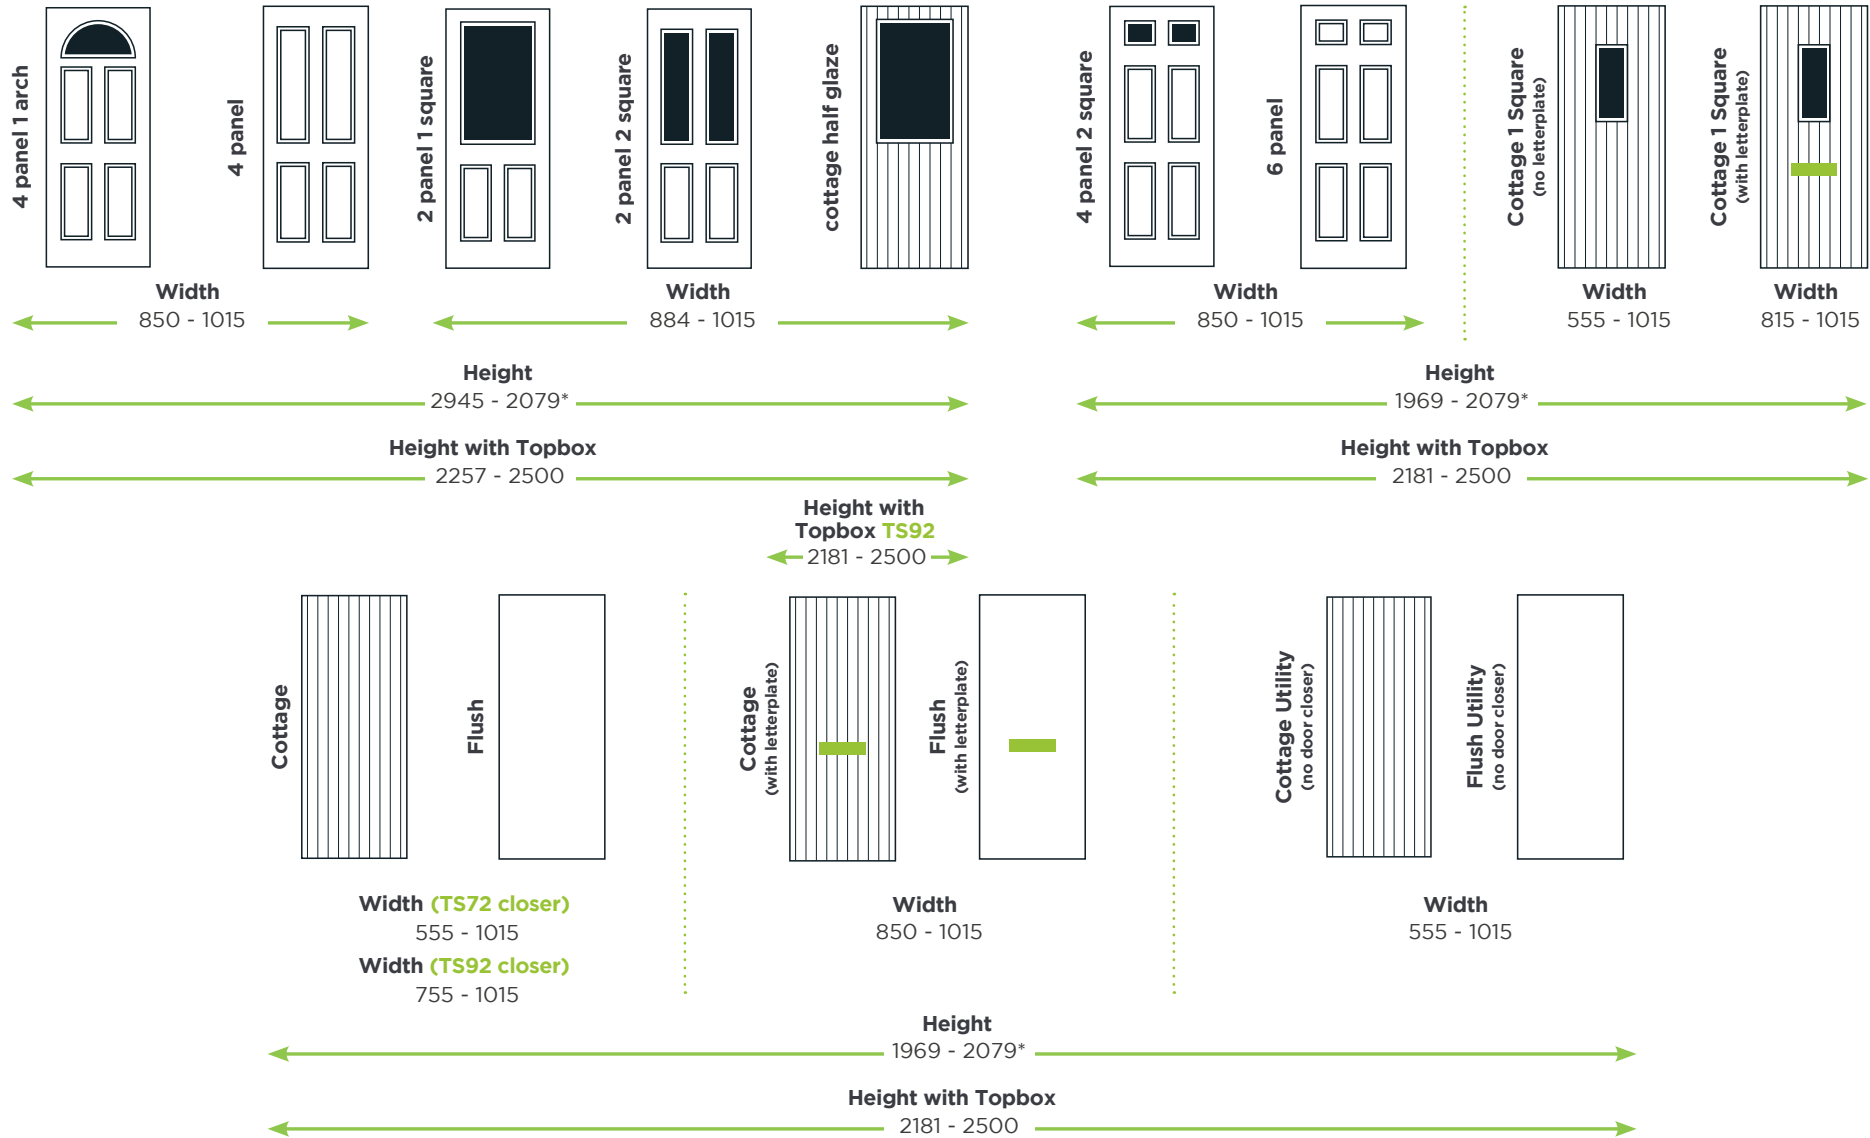 4 panel 1 arch
4 panel
2 panel 1 square
2 panel 2 square
cottage half glaze
4 panel 2 square
6 panel
Cottage 1 Square
(no letterplate)
Cottage 1 Square
(with letterplate)
Width
850 - 1015
Width
884 - 1015
Width
850 - 1015
Width
555 - 1015
Width
815 - 1015
Height
2945 - 2079*
Height
1969 - 2079*
Height with Topbox
2257 - 2500
Height with Topbox
2181 - 2500
Height with
Topbox TS92
2181 - 2500
Cottage
Flush
Cottage
(with letterplate)
Flush
(with letterplate)
Cottage Utility
(no door closer)
Flush Utility
(no door closer)
Width (TS72 closer)
555 - 1015
Width (TS92 closer)
755 - 1015
Width
850 - 1015
Width
555 - 1015
Height
1969 - 2079*
Height with Topbox
2181 - 2500